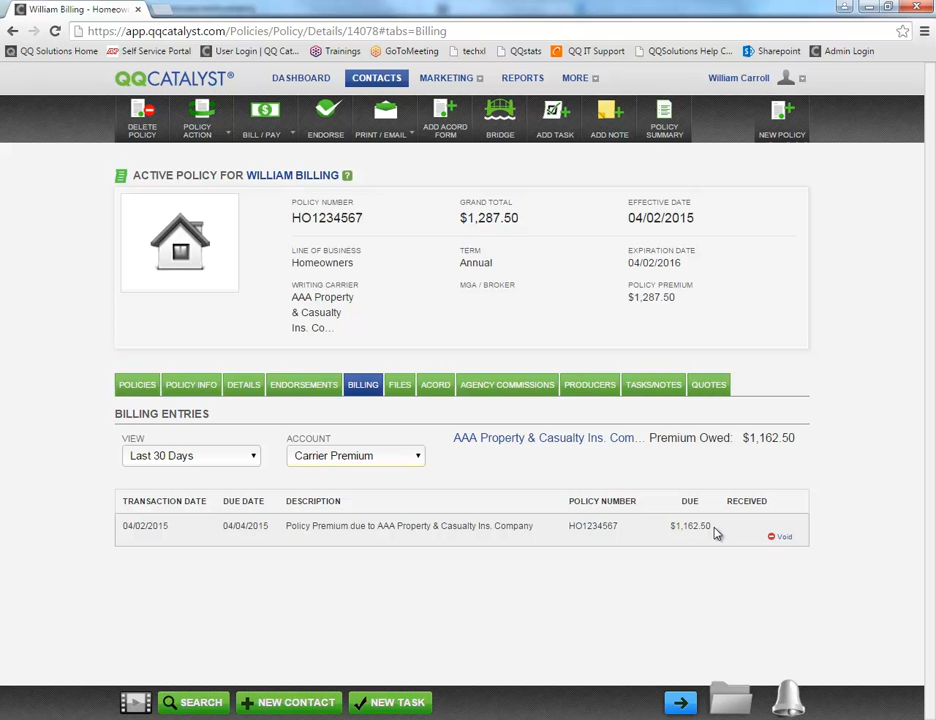 William Billing - Homeown
https://app.qqcatalyst.com/Policies/Policy/Details/14078#tabs=Billing
QQ Solutions Home
Self Service Portal
User Login | QQ Cat...
Trainings
GoToMeeting
techxl
QQstats
QQ IT Support
QQSolutions Help C...
Sharepoint
Admin Login
QQCATALYST®
DASHBOARD
CONTACTS
MARKETING
REPORTS
MORE
William Carroll
DELETE POLICY
POLICY ACTION
BILL / PAY
ENDORSE
PRINT / EMAIL
ADD ACORD FORM
BRIDGE
ADD TASK
ADD NOTE
POLICY SUMMARY
NEW POLICY
ACTIVE POLICY FOR WILLIAM BILLING ?
POLICY NUMBER
HO1234567
GRAND TOTAL
$1,287.50
EFFECTIVE DATE
04/02/2015
LINE OF BUSINESS
Homeowners
TERM
Annual
EXPIRATION DATE
04/02/2016
WRITING CARRIER
AAA Property
& Casualty
Ins. Co...
MGA / BROKER
POLICY PREMIUM
$1,287.50
POLICIES
POLICY INFO
DETAILS
ENDORSEMENTS
BILLING
FILES
ACORD
AGENCY COMMISSIONS
PRODUCERS
TASKS/NOTES
QUOTES
BILLING ENTRIES
VIEW
Last 30 Days
ACCOUNT
Carrier Premium
AAA Property & Casualty Ins. Com... Premium Owed: $1,162.50
TRANSACTION DATE DUE DATE DESCRIPTION POLICY NUMBER DUE RECEIVED
04/02/2015 04/04/2015 Policy Premium due to AAA Property & Casualty Ins. Company HO1234567 $1,162.50
Void
SEARCH
NEW CONTACT
NEW TASK